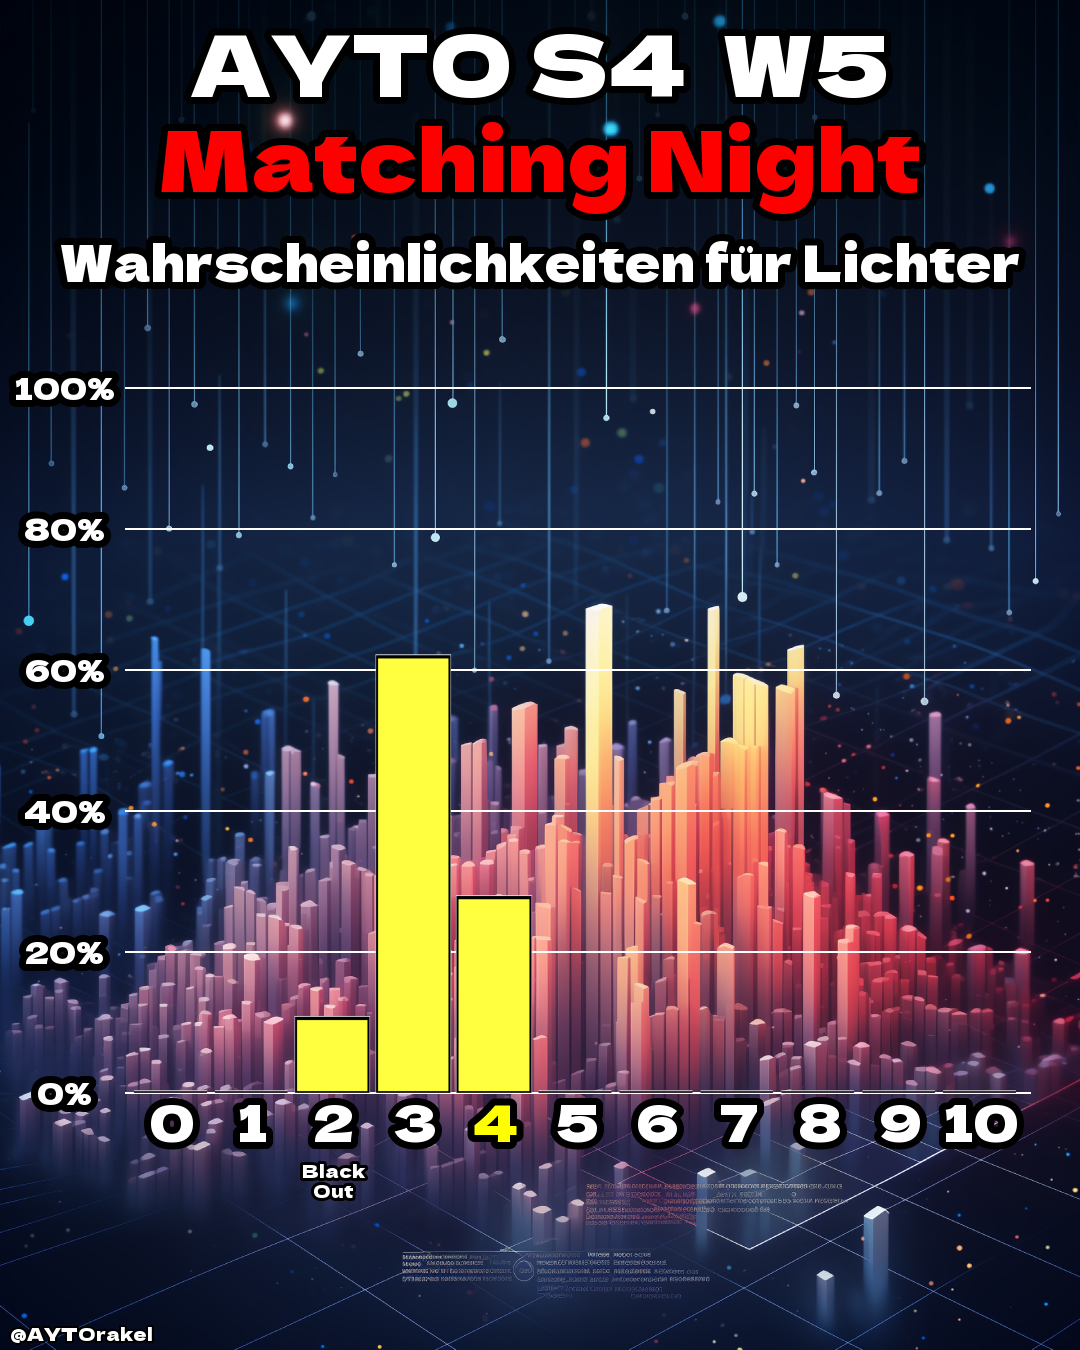 AYTO S4 W5
Matching Night
Wahrscheinlichkeiten für Lichter
100%
80%
60%
40%
20%
0%
0 1 2 3 4 5 6 7 8 9 10
Black
Out
@AYTOrakel